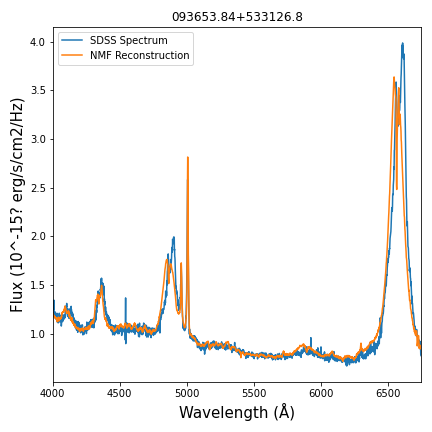 093653.84+533126.8
SDSS Spectrum
NMF Reconstruction
4.0
3.5
3.0
2.5
2.0
1.5
1.0
Flux (10^-15? erg/s/cm2/Hz)
4000 4500 5000 5500 6000 6500
Wavelength (Å)